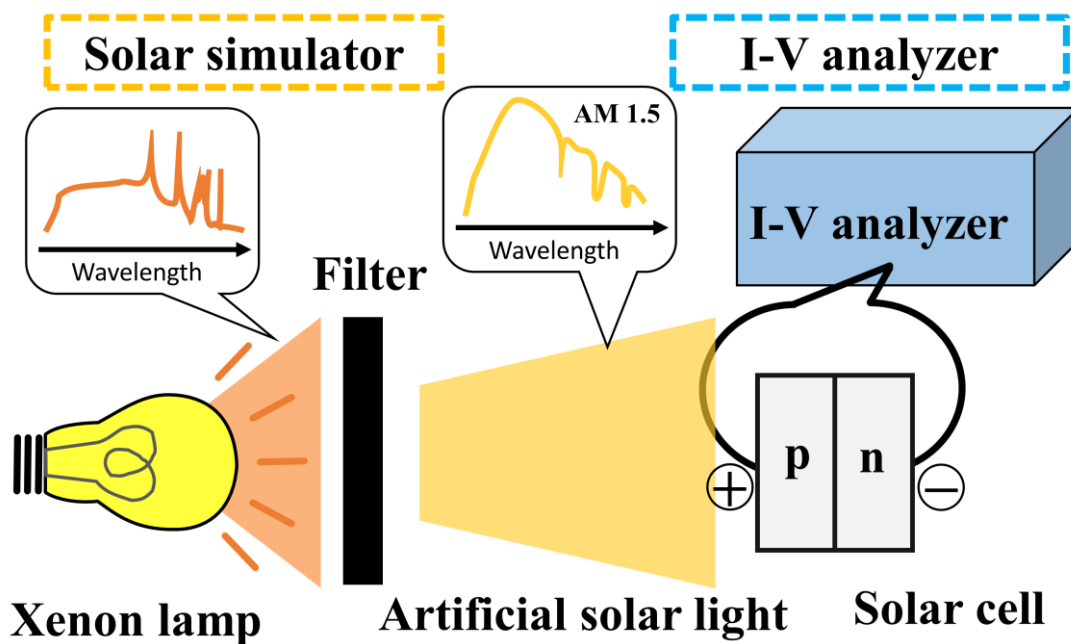 Solar simulator
I-V analyzer
AM 1.5
I-V analyzer
Wavelength
Wavelength
Filter
p
n
+
−
Xenon lamp
Artificial solar light
Solar cell